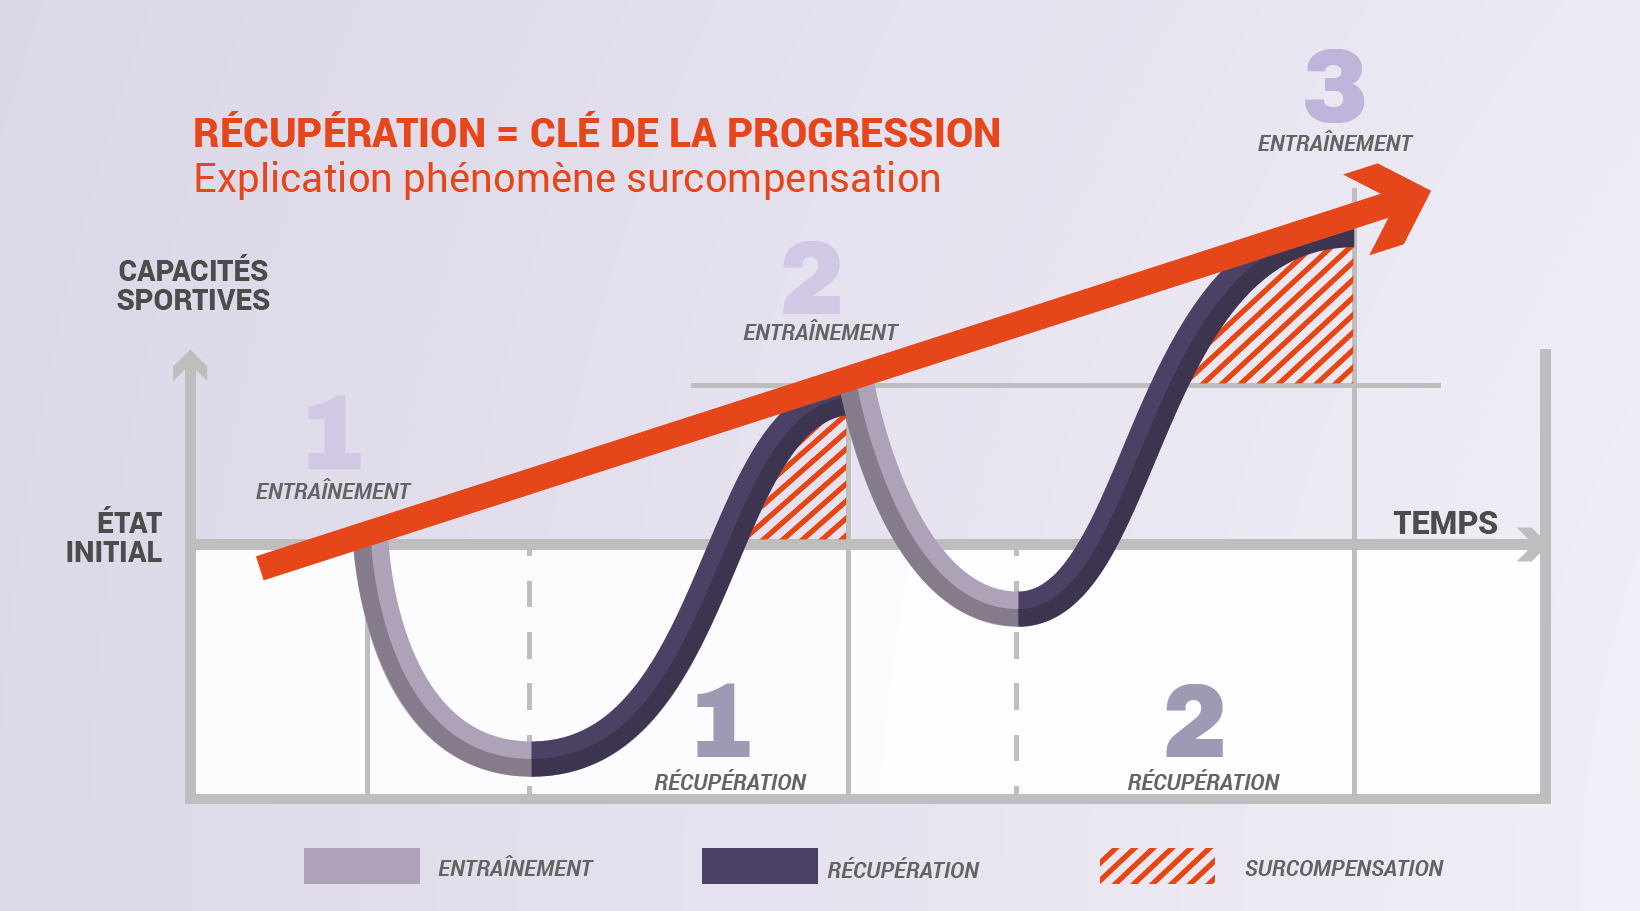 RÉCUPÉRATION = CLÉ DE LA PROGRESSION
Explication phénomène surcompensation
3
ENTRAÎNEMENT
CAPACITÉS
SPORTIVES
2
ENTRAÎNEMENT
1
ENTRAÎNEMENT
ÉTAT
INITIAL
TEMPS
1
RÉCUPÉRATION
2
RÉCUPÉRATION
ENTRAÎNEMENT
RÉCUPÉRATION
SURCOMPENSATION